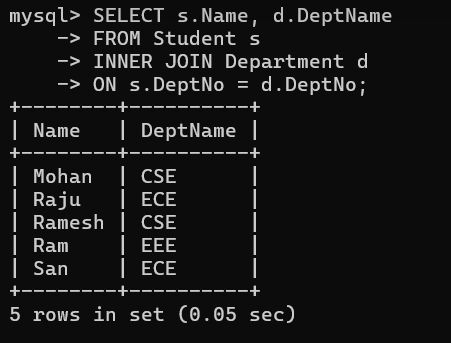 mysql> SELECT s.Name, d.DeptName
    -> FROM Student s
    -> INNER JOIN Department d
    -> ON s.DeptNo = d.DeptNo;
+--------+----------+
| Name   | DeptName |
+--------+----------+
| Mohan  | CSE      |
| Raju   | ECE      |
| Ramesh | CSE      |
| Ram    | EEE      |
| San    | ECE      |
+--------+----------+
5 rows in set (0.05 sec)